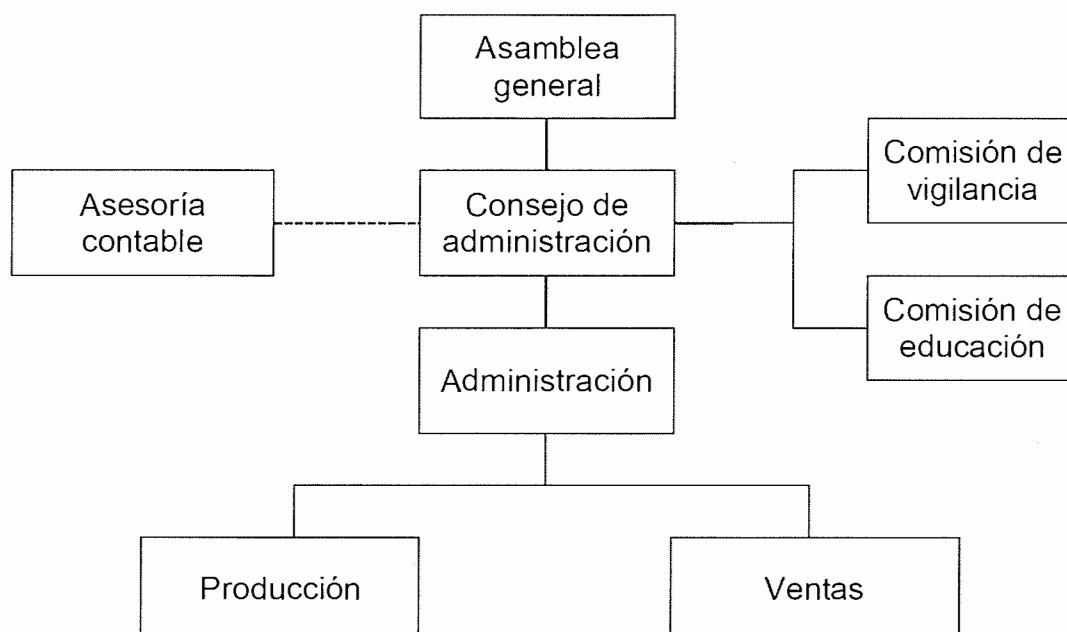 Asamblea
general
Comisión de
vigilancia
Asesoría
contable
Consejo de
administración
Comisión de
educación
Administración
Producción
Ventas